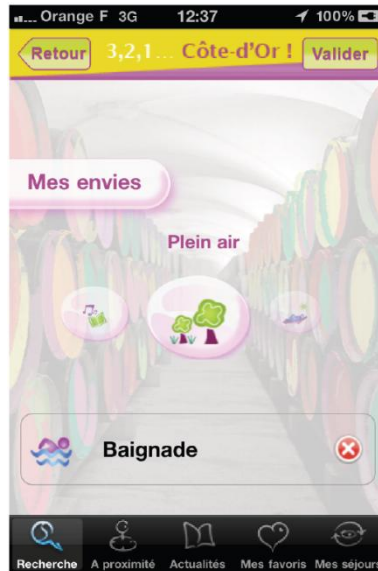 Orange F 3G 12:37 100%
Retour 3,2,1... Côte-d'Or ! Valider
Mes envies
Plein air
Baignade
Recherche A proximité Actualités Mes favoris Mes séjours